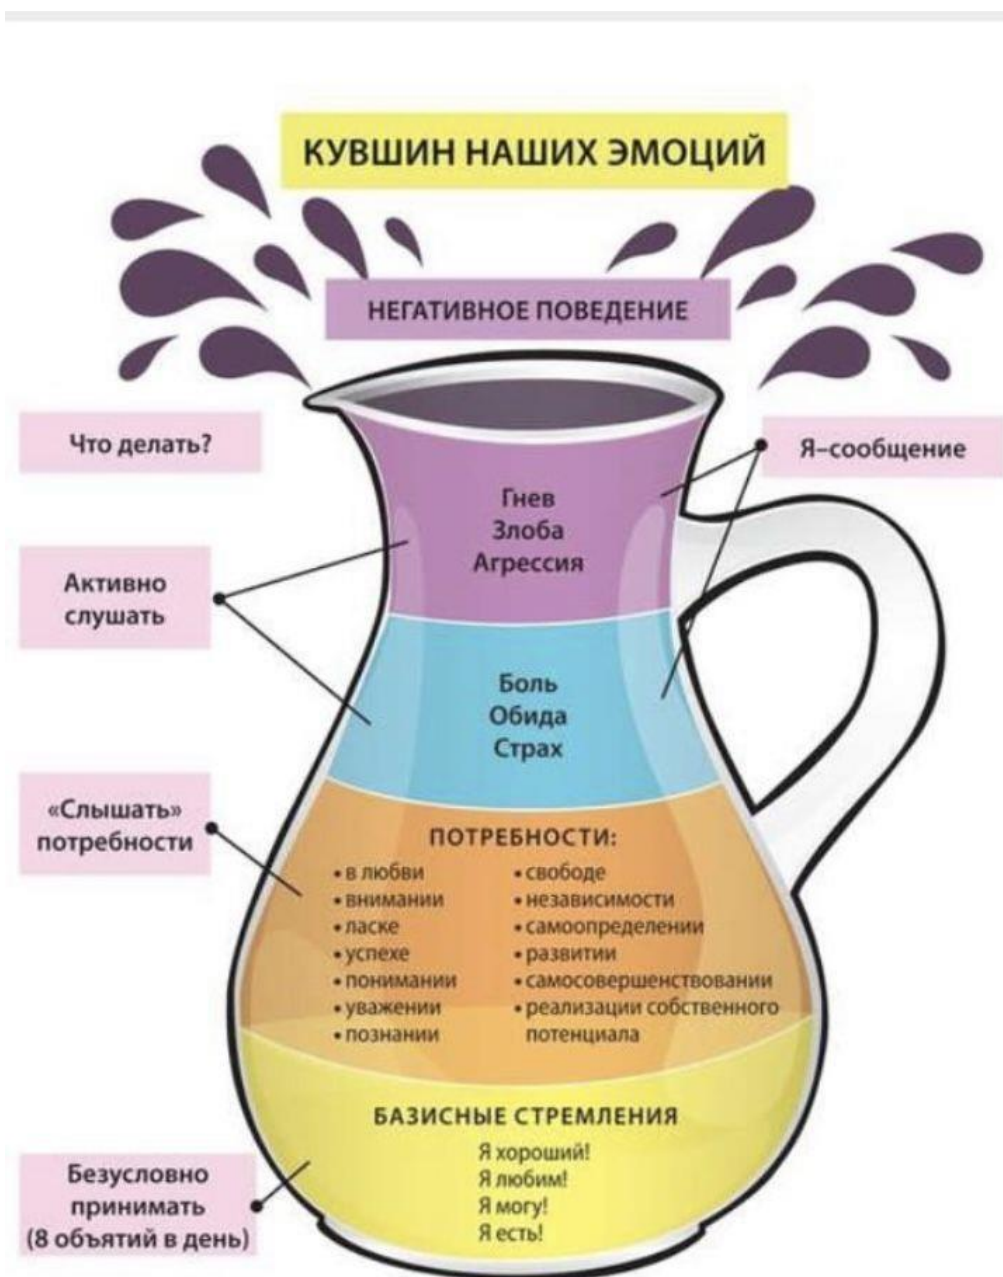 КУВШИН НАШИХ ЭМОЦИЙ
НЕГАТИВНОЕ ПОВЕДЕНИЕ
Что делать?
Я–сообщение
Гнев
Злоба
Агрессия
Активно
слушать
Боль
Обида
Страх
«Слышать»
потребности
ПОТРЕБНОСТИ:
• в любви
• внимании
• ласке
• успехе
• понимании
• уважении
• познании
• свободе
• независимости
• самоопределении
• развитии
• самосовершенствовании
• реализации собственного
потенциала
БАЗИСНЫЕ СТРЕМЛЕНИЯ
Я хороший!
Я любим!
Я могу!
Я есть!
Безусловно
принимать
(8 объятий в день)